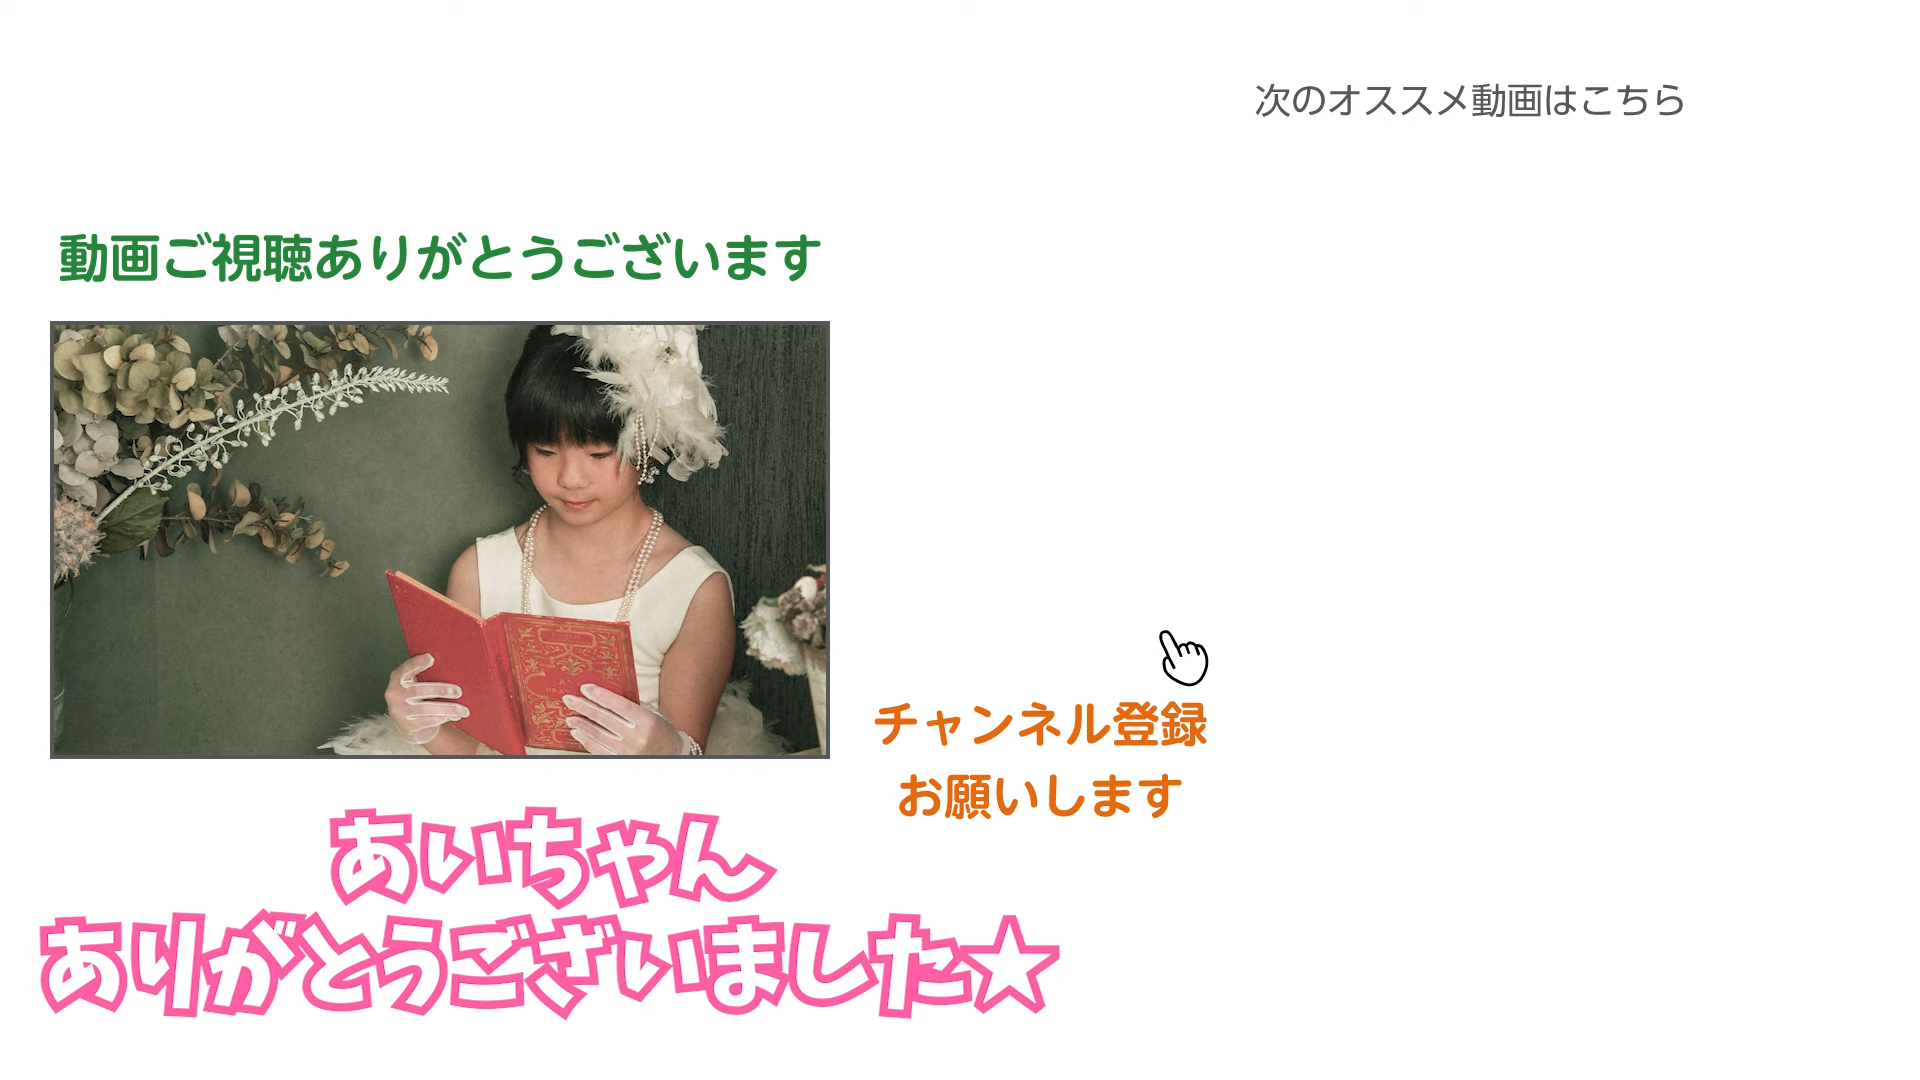 次のオススメ動画はこちら
動画ご視聴ありがとうございます
チャンネル登録
お願いします
あいちゃん
ありがとうございました★